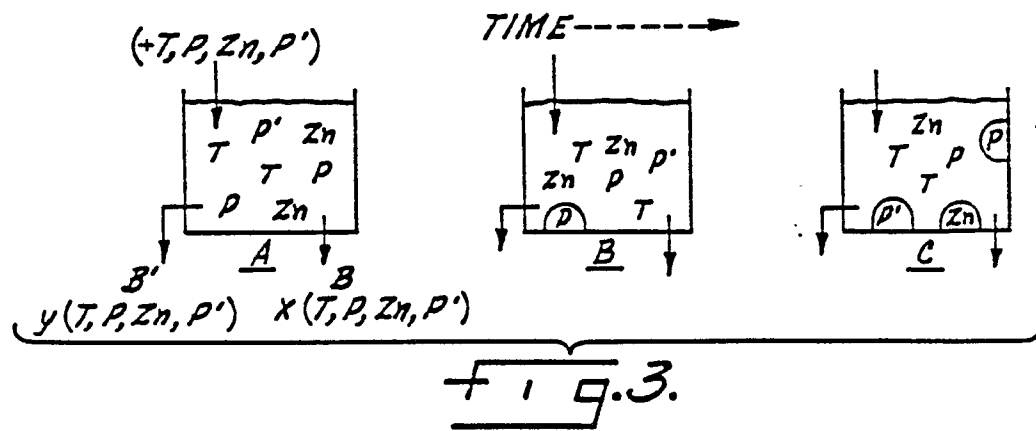 (+T, P, Zn, P')
TIME
T P' Zn
T P
P Zn
A
B' B
y(T, P, Zn, P') x(T, P, Zn, P')
T Zn P'
Zn P
P T
B
Zn
T P P
T
P' Zn
C
fig.3.